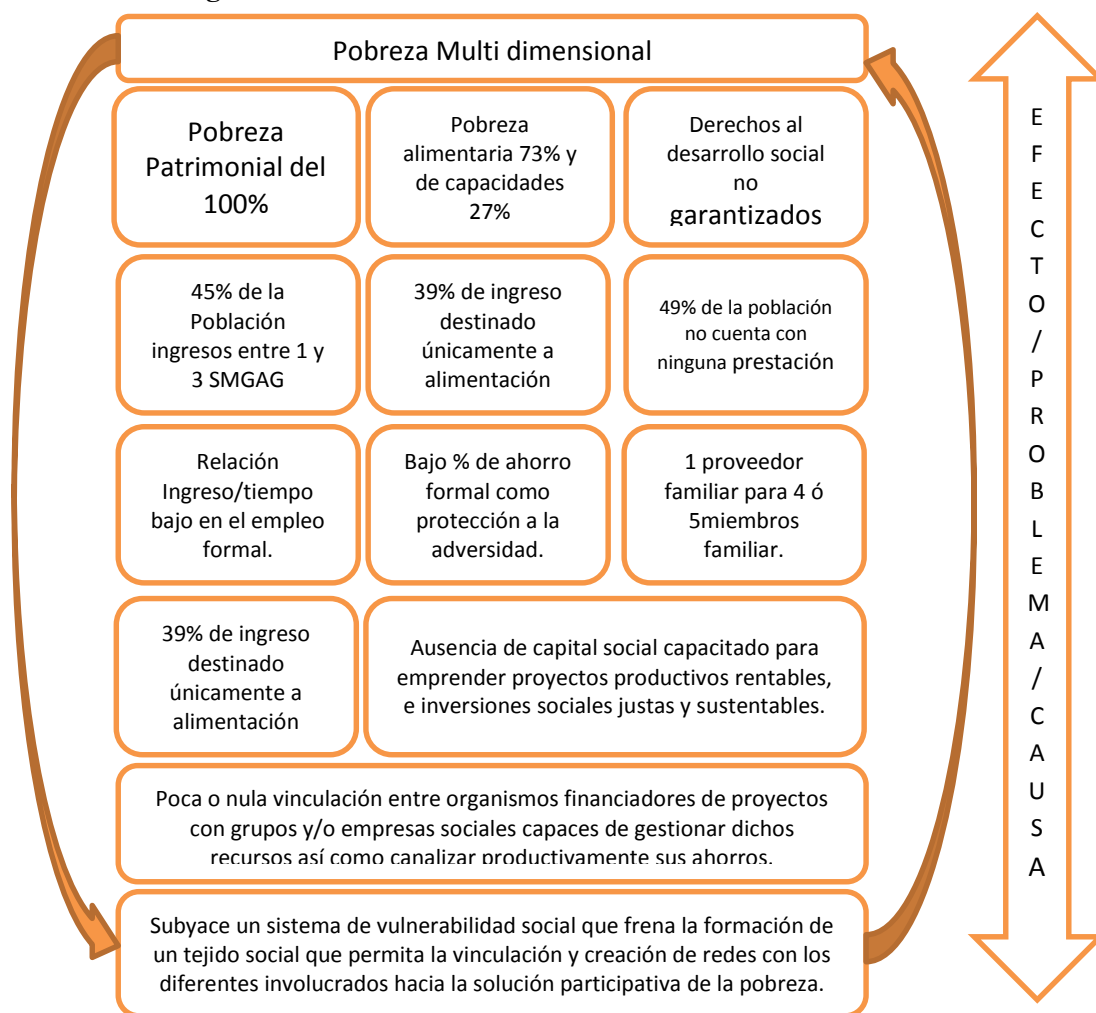 Pobreza Multi dimensional
Pobreza
Patrimonial del
100%
Pobreza
alimentaria 73% y
de capacidades
27%
Derechos al
desarrollo social
no
garantizados
45% de la
Población
ingresos entre 1 y
3 SMGAG
39% de ingreso
destinado
únicamente a
alimentación
49% de la población
no cuenta con
ninguna prestación
Relación
Ingreso/tiempo
bajo en el empleo
formal.
Bajo % de ahorro
formal como
protección a la
adversidad.
1 proveedor
familiar para 4 ó
5miembros
familiar.
39% de ingreso
destinado
únicamente a
alimentación
Ausencia de capital social capacitado para
emprender proyectos productivos rentables,
e inversiones sociales justas y sustentables.
Poca o nula vinculación entre organismos financiadores de proyectos
con grupos y/o empresas sociales capaces de gestionar dichos
recursos así como canalizar productivamente sus ahorros.
Subyace un sistema de vulnerabilidad social que frena la formación de
un tejido social que permita la vinculación y creación de redes con los
diferentes involucrados hacia la solución participativa de la pobreza.
E
F
E
C
T
O
/
P
R
O
B
L
E
M
A
/
C
A
U
S
A